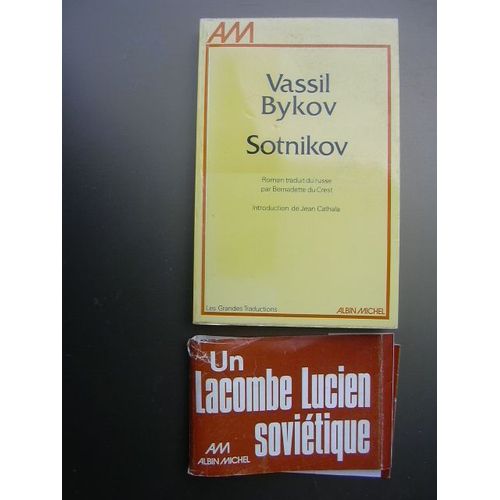 AM
Vassil
Bykov
Sotnikov
Roman traduit du russe
par Bernadette du Crest
Introduction de Jean Cathala
Les Grandes Traductions
ALBIN MICHEL
Un
Lacombe Lucien
soviétique
AM
ALBIN MICHEL